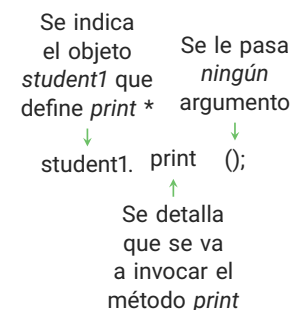 Se indica
el objeto
student1 que
define print *
Se le pasa
ningún
argumento
student1. print ();
Se detalla
que se va
a invocar el
método print